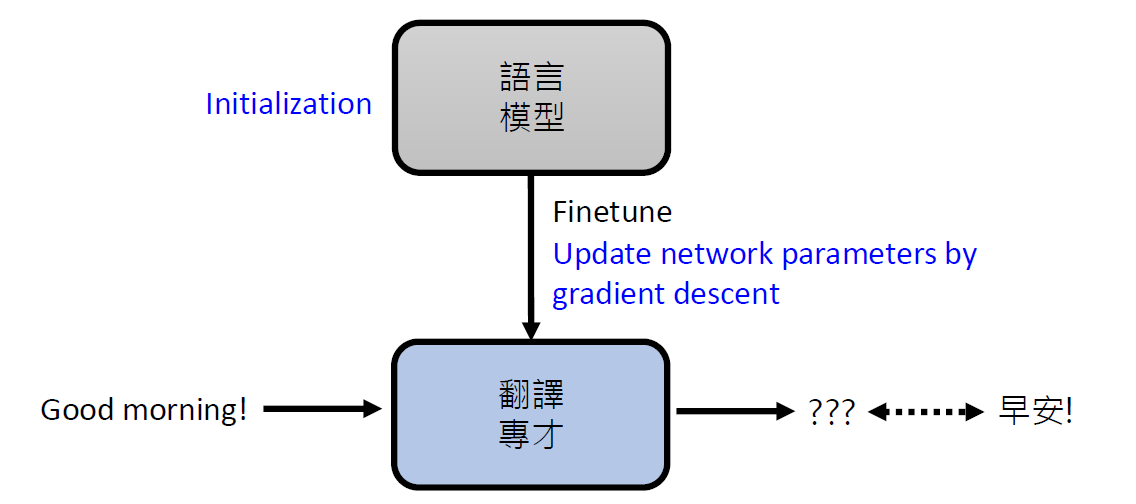 語言
模型
Initialization
Finetune
Update network parameters by
gradient descent
Good morning!
翻譯
專才
???
早安!